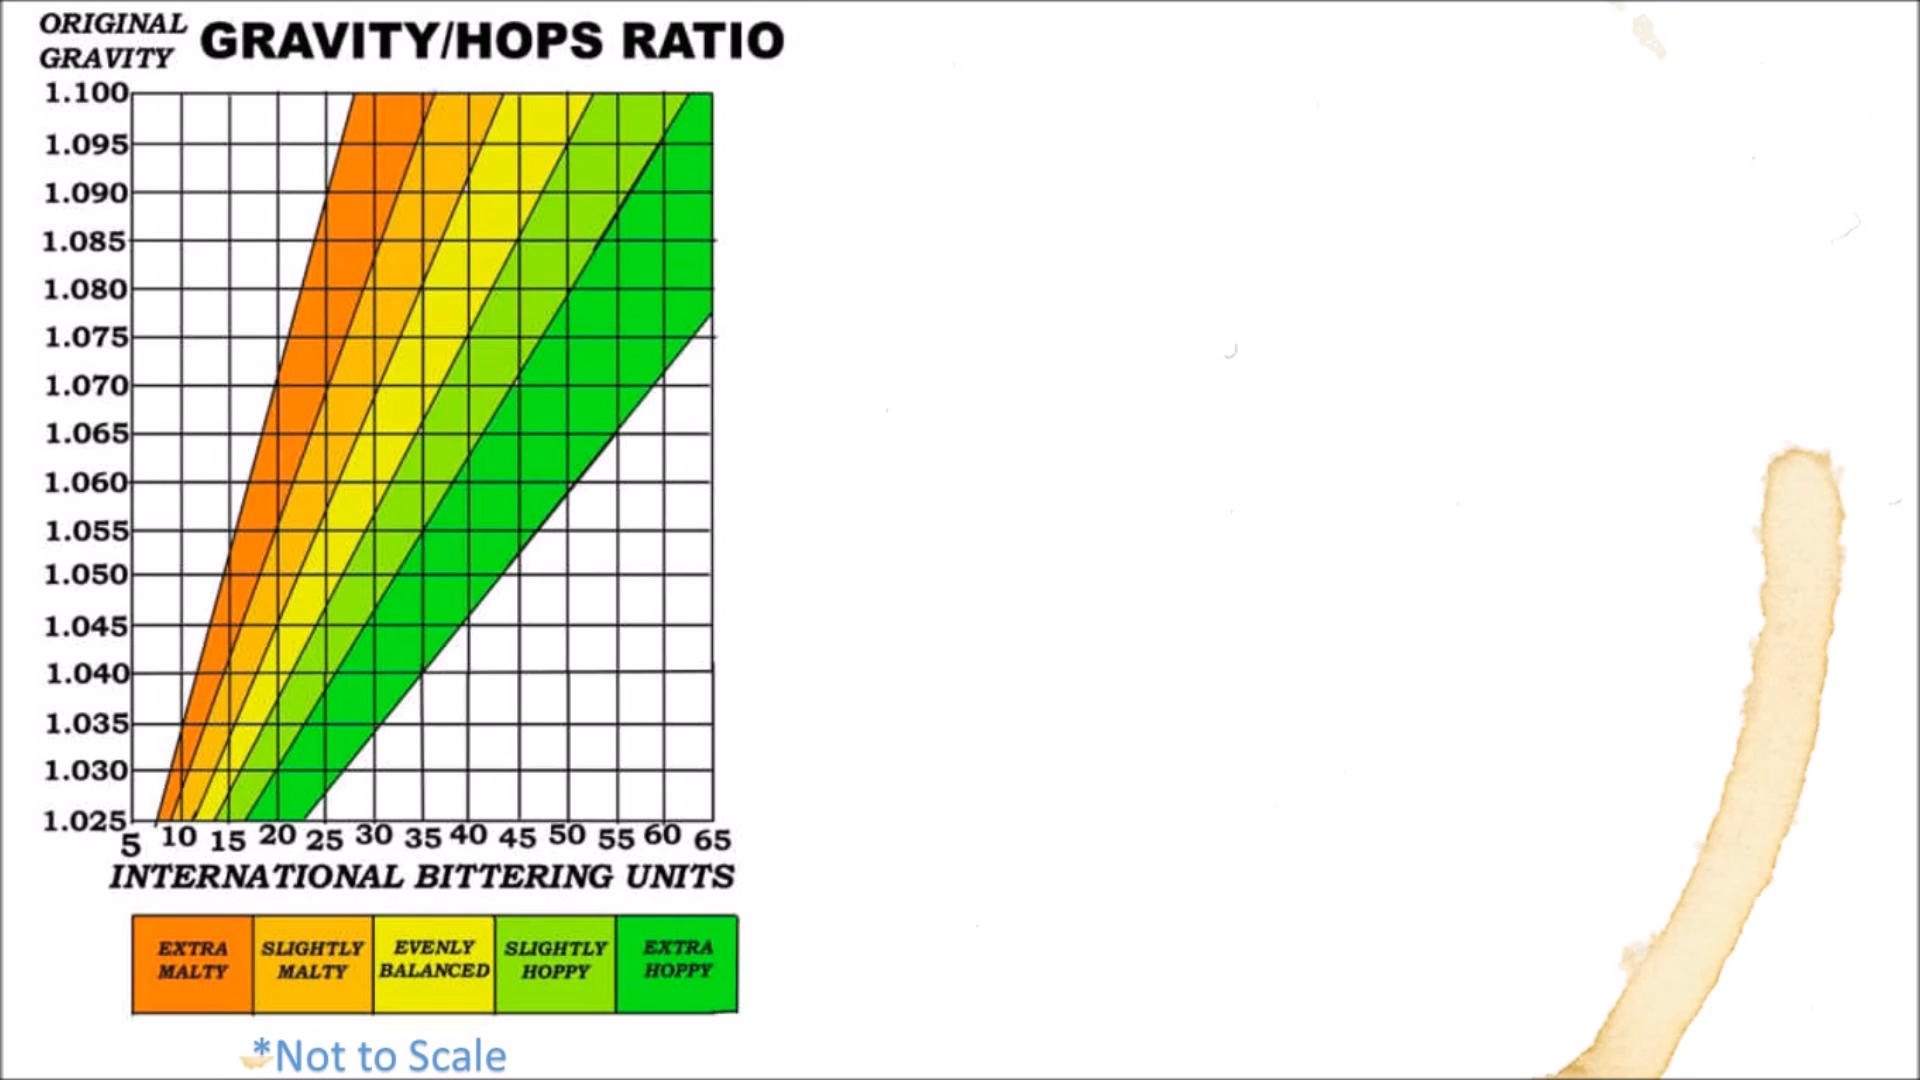 ORIGINAL
GRAVITY
GRAVITY/HOPS RATIO
1.100
1.095
1.090
1.085
1.080
1.075
1.070
1.065
1.060
1.055
1.050
1.045
1.040
1.035
1.030
1.025
5 10 15 20 25 30 35 40 45 50 55 60 65
INTERNATIONAL BITTERING UNITS
EXTRA
MALTY
SLIGHTLY
MALTY
EVENLY
BALANCED
SLIGHTLY
HOPPY
EXTRA
HOPPY
*Not to Scale